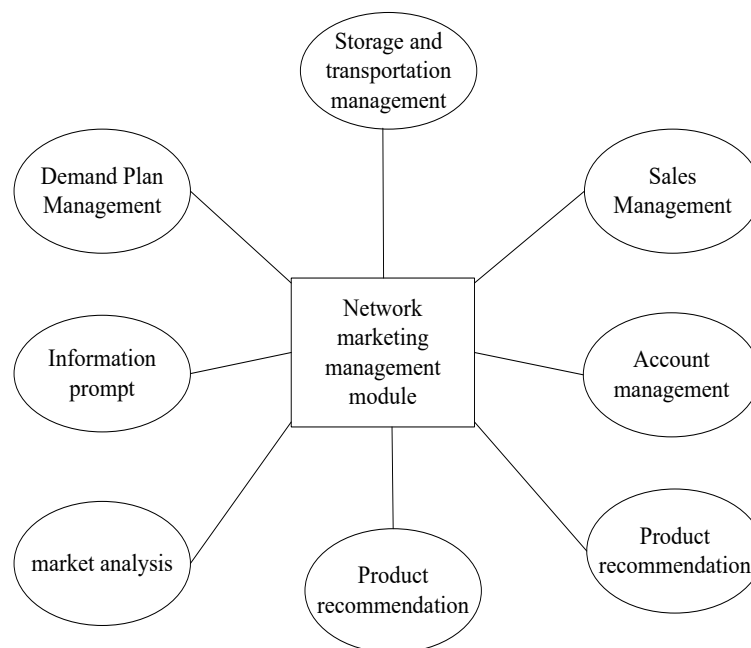 Storage and
transportation
management
Demand Plan
Management
Sales
Management
Network
marketing
management
module
Information
prompt
Account
management
market analysis
Product
recommendation
Product
recommendation